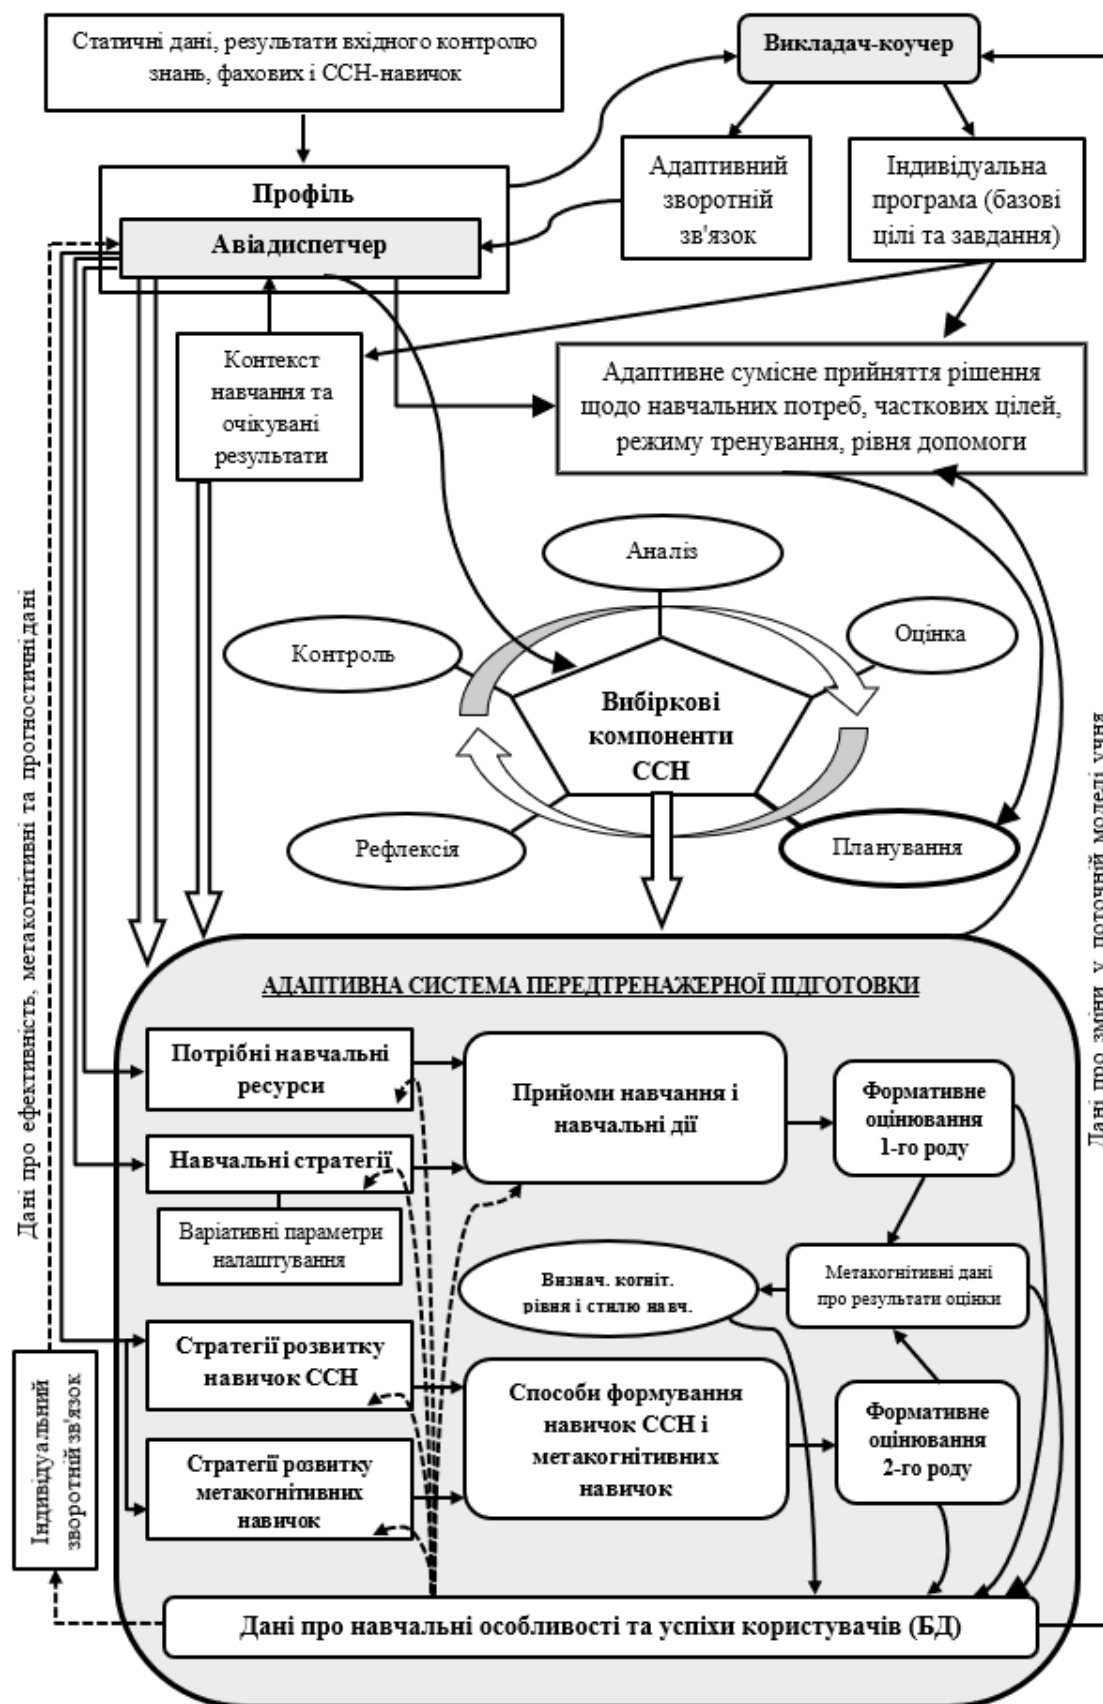 Статичні дані, результати вхідного контролю
знань, фахових і ССН-навичок
Викладач-коучер
Профіль
Авіадиспетчер
Адаптивний
зворотній
зв'язок
Індивідуальна
програма (базові
цілі та завдання)
Контекст
навчання та
очікувані
результати
Адаптивне сумісне прийняття рішення
щодо навчальних потреб, часткових цілей,
режиму тренування, рівня допомоги
Аналіз
Контроль
Оцінка
Вибіркові
компоненти
ССН
Рефлексія
Планування
Дані про ефективність, метакогнітивні та прогностичні дані
Дані про зміни у поточній моделі учня
АДАПТИВНА СИСТЕМА ПЕРЕДТРЕНАЖЕРНОЇ ПІДГОТОВКИ
Потрібні навчальні
ресурси
Прийоми навчання і
навчальні дії
Формативне
оцінювання
1-го роду
Навчальні стратегії
Варіативні параметри
налаштування
Визнач. когніт.
рівня і стилю навч.
Метакогнітивні дані
про результати оцінки
Стратегії розвитку
навичок ССН
Способи формування
навичок ССН і
метакогнітивних
навичок
Формативне
оцінювання
2-го роду
Стратегії розвитку
метакогнітивних
навичок
Індивідуальний
зворотній зв'язок
Дані про навчальні особливості та успіхи користувачів (БД)